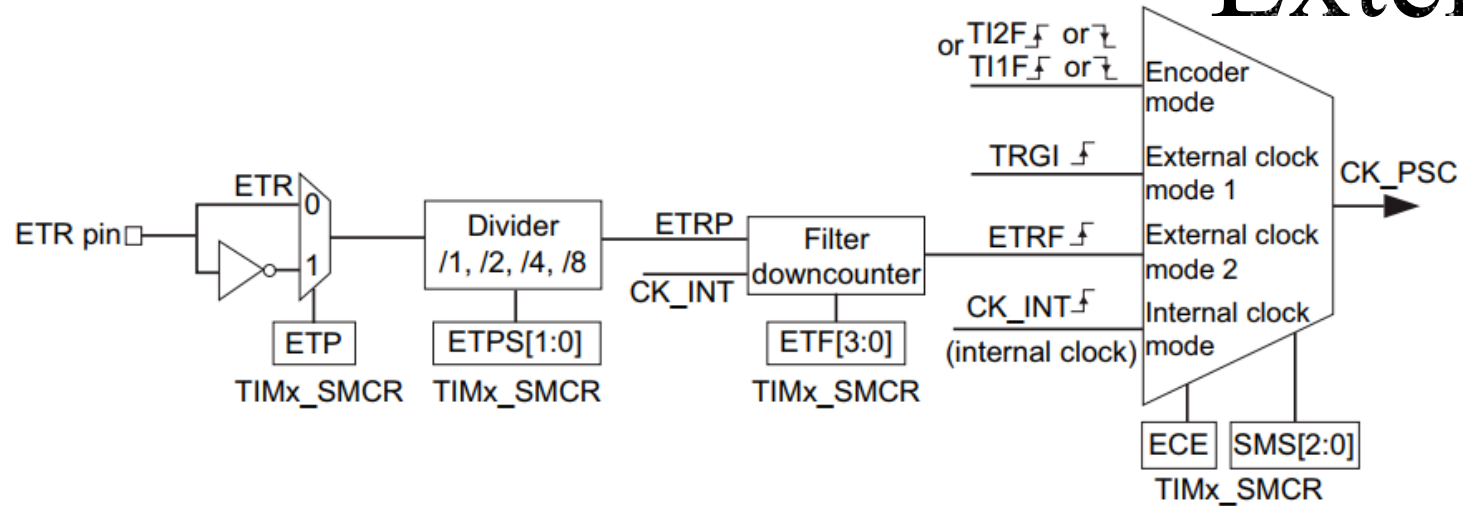 or TI2F or
TI1F or
Encoder
mode
TRGI
External clock
mode 1
CK_PSC
ETR
0
ETR pin
1
Divider
/1, /2, /4, /8
ETRP
CK_INT
Filter
downcounter
ETRF
External clock
mode 2
CK_INT
(internal clock)
Internal clock
mode
ETP
TIMx_SMCR
ETPS[1:0]
TIMx_SMCR
ETF[3:0]
TIMx_SMCR
ECE
SMS[2:0]
TIMx_SMCR